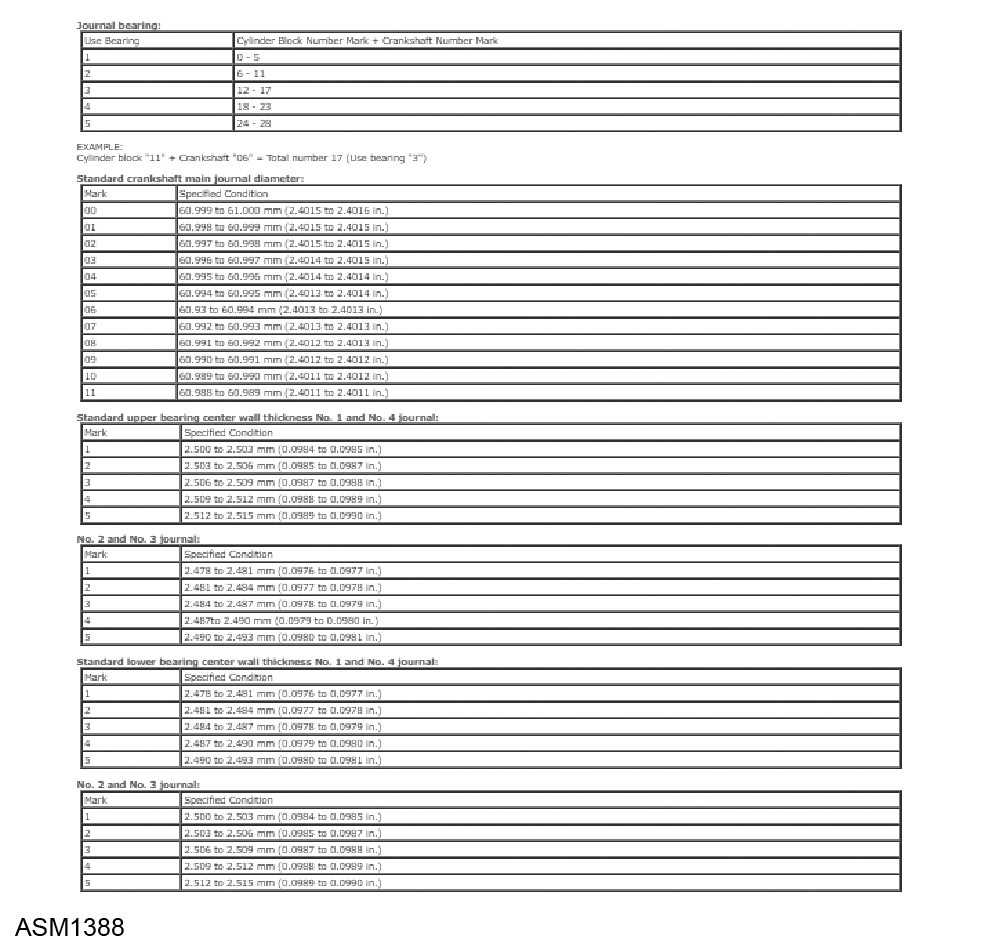 Journal bearing:
Use Bearing Cylinder Block Number Mark + Crankshaft Number Mark
1 0 - 5
2 6 - 11
3 12 - 17
4 18 - 23
5 24 - 28
EXAMPLE:
Cylinder block "11" + Crankshaft "06" = Total number 17 (Use bearing "3")
Standard crankshaft main journal diameter:
Mark Specified Condition
00 60.999 to 61.000 mm (2.4015 to 2.4016 in.)
01 60.998 to 60.999 mm (2.4015 to 2.4015 in.)
02 60.997 to 60.998 mm (2.4015 to 2.4015 in.)
03 60.996 to 60.997 mm (2.4014 to 2.4015 in.)
04 60.995 to 60.996 mm (2.4014 to 2.4014 in.)
05 60.994 to 60.995 mm (2.4013 to 2.4014 in.)
06 60.93 to 60.994 mm (2.4013 to 2.4013 in.)
07 60.992 to 60.993 mm (2.4013 to 2.4013 in.)
08 60.991 to 60.992 mm (2.4012 to 2.4013 in.)
09 60.990 to 60.991 mm (2.4012 to 2.4012 in.)
10 60.989 to 60.990 mm (2.4011 to 2.4012 in.)
11 60.988 to 60.989 mm (2.4011 to 2.4011 in.)
Standard upper bearing center wall thickness No. 1 and No. 4 journal:
Mark Specified Condition
1 2.500 to 2.503 mm (0.0984 to 0.0985 in.)
2 2.503 to 2.506 mm (0.0985 to 0.0987 in.)
3 2.506 to 2.509 mm (0.0987 to 0.0988 in.)
4 2.509 to 2.512 mm (0.0988 to 0.0989 in.)
5 2.512 to 2.515 mm (0.0989 to 0.0990 in.)
No. 2 and No. 3 journal:
Mark Specified Condition
1 2.478 to 2.481 mm (0.0976 to 0.0977 in.)
2 2.481 to 2.484 mm (0.0977 to 0.0978 in.)
3 2.484 to 2.487 mm (0.0978 to 0.0979 in.)
4 2.487to 2.490 mm (0.0979 to 0.0980 in.)
5 2.490 to 2.493 mm (0.0980 to 0.0981 in.)
Standard lower bearing center wall thickness No. 1 and No. 4 journal:
Mark Specified Condition
1 2.478 to 2.481 mm (0.0976 to 0.0977 in.)
2 2.481 to 2.484 mm (0.0977 to 0.0978 in.)
3 2.484 to 2.487 mm (0.0978 to 0.0979 in.)
4 2.487 to 2.490 mm (0.0979 to 0.0980 in.)
5 2.490 to 2.493 mm (0.0980 to 0.0981 in.)
No. 2 and No. 3 journal:
Mark Specified Condition
1 2.500 to 2.503 mm (0.0984 to 0.0985 in.)
2 2.503 to 2.506 mm (0.0985 to 0.0987 in.)
3 2.506 to 2.509 mm (0.0987 to 0.0988 in.)
4 2.509 to 2.512 mm (0.0988 to 0.0989 in.)
5 2.512 to 2.515 mm (0.0989 to 0.0990 in.)
ASM1388